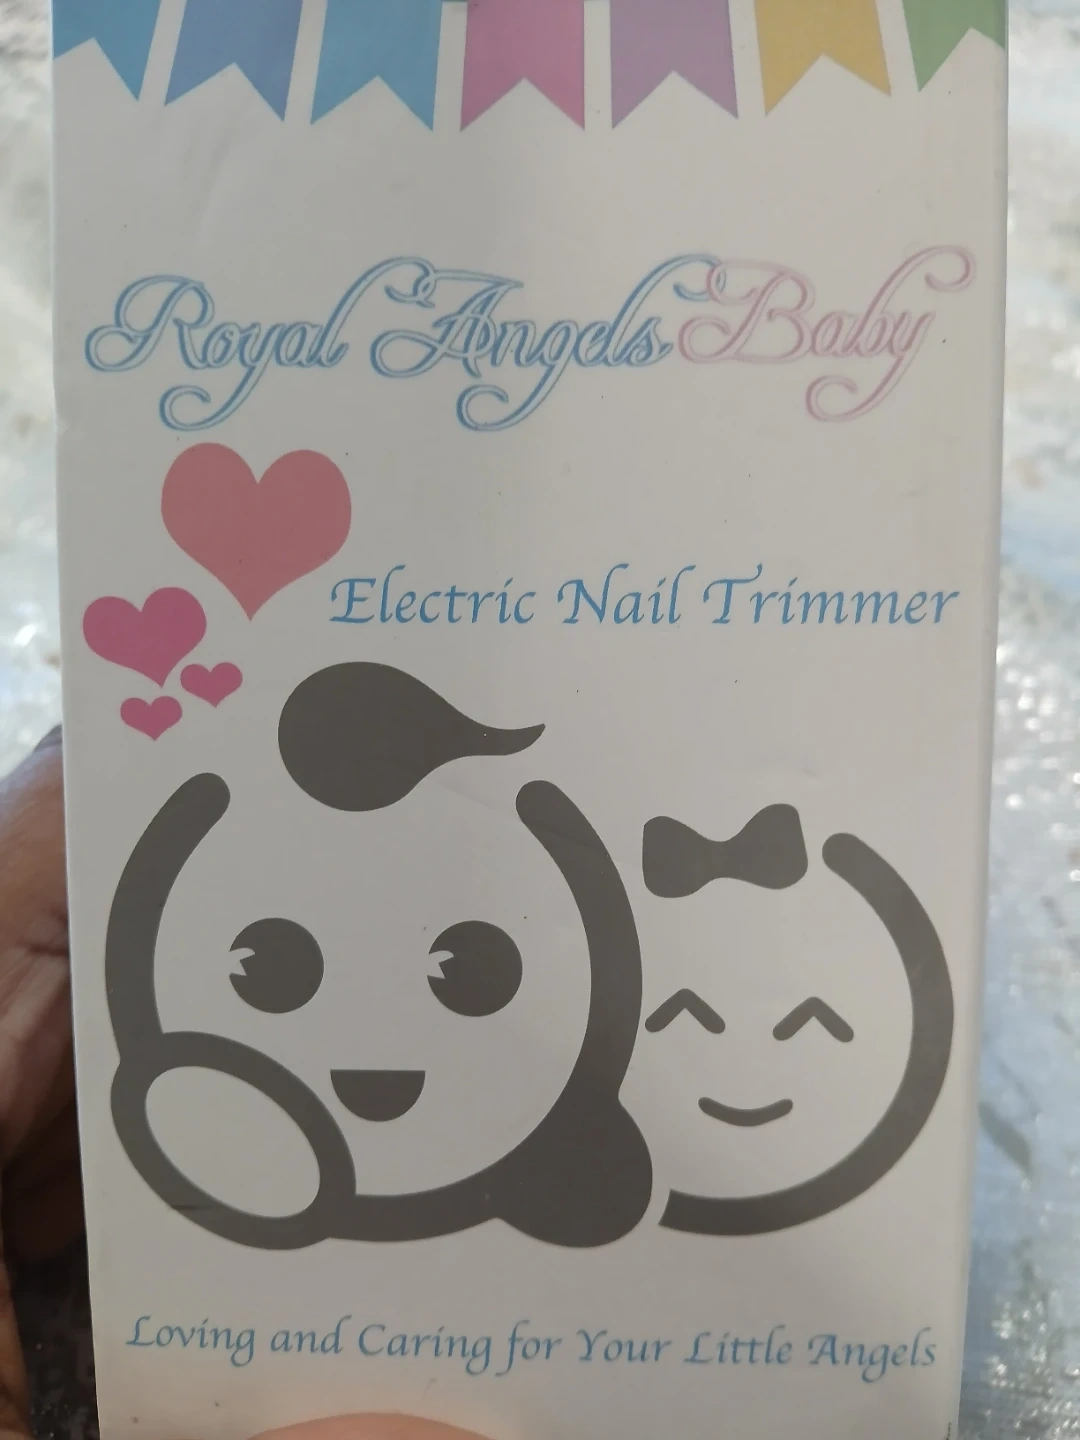 Royal Angels Baby
Electric Nail Trimmer
Loving and Caring for Your Little Angels